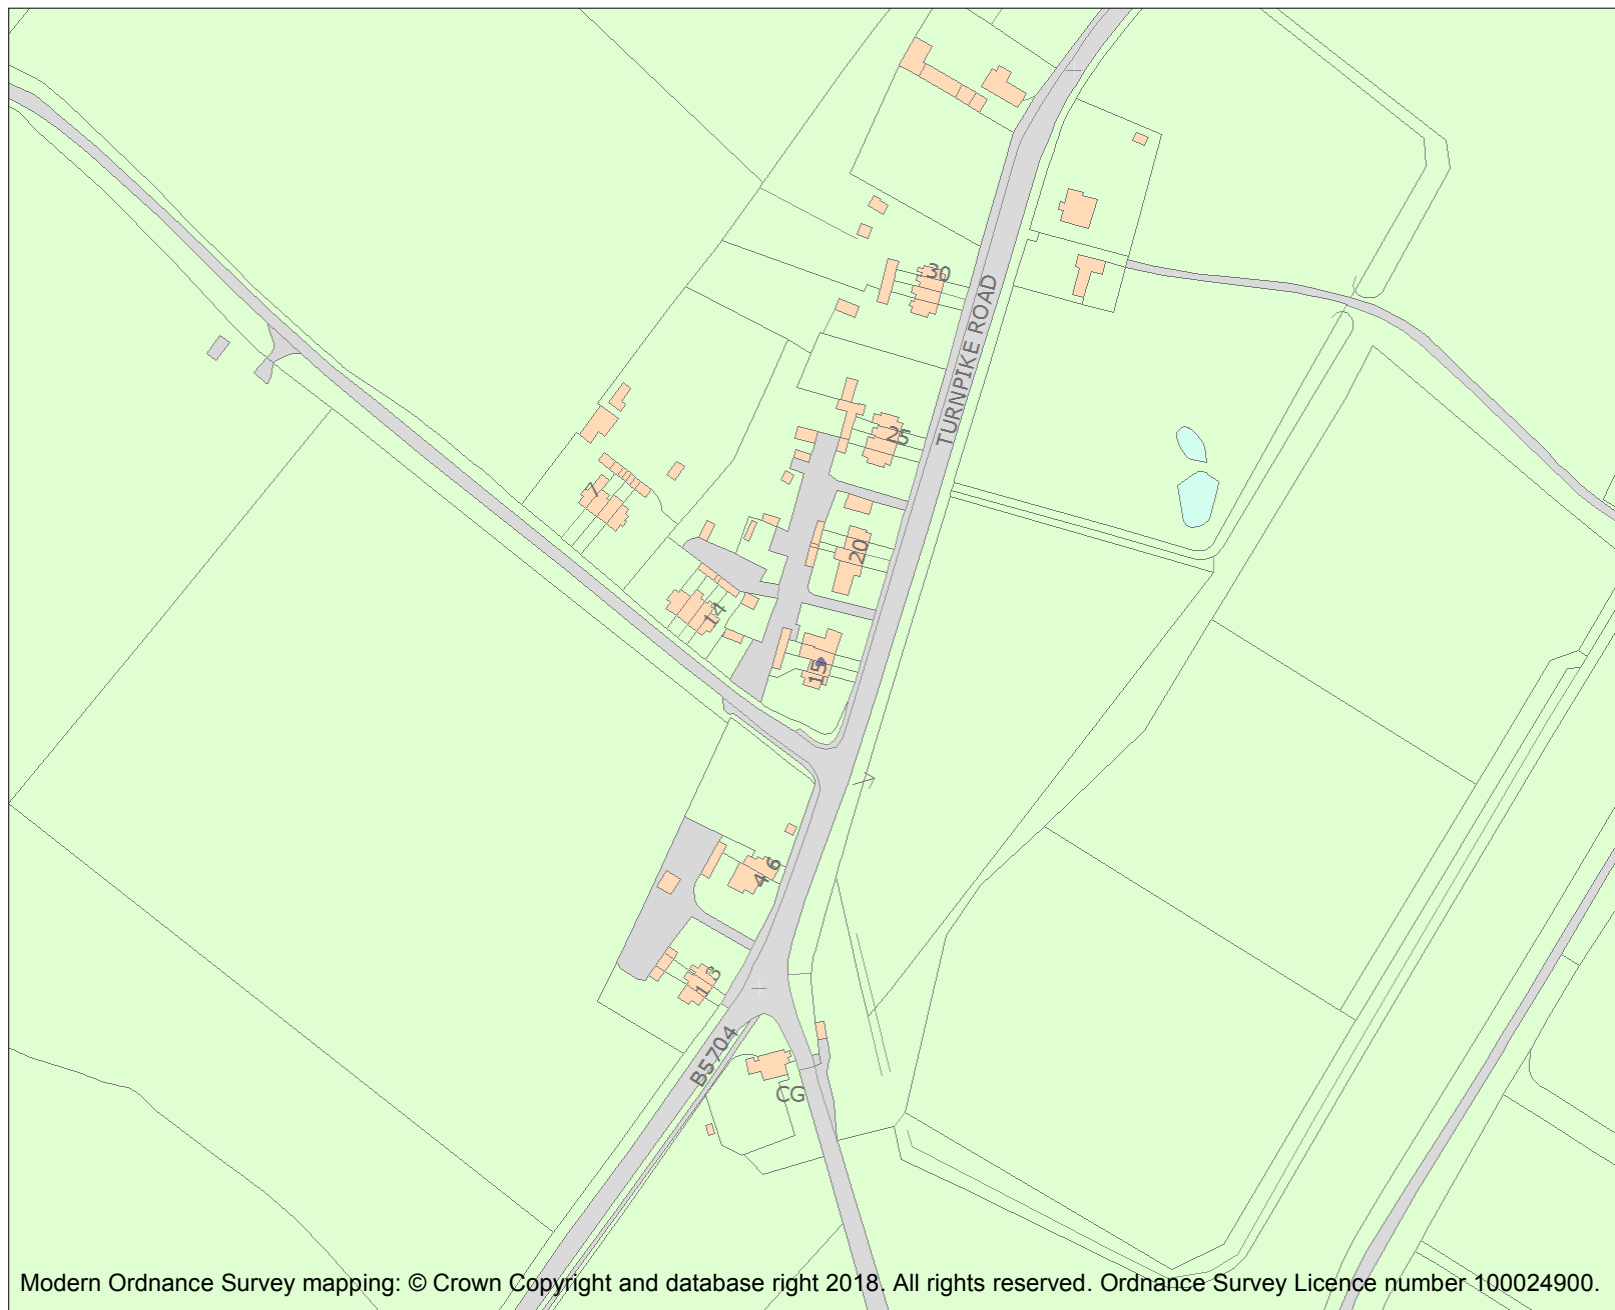 30
TURNPIKE ROAD
25
7
20
14
15
4 6
1 3
B5704
CG
Modern Ordnance Survey mapping: © Crown Copyright and database right 2018. All rights reserved. Ordnance Survey Licence number 100024900.